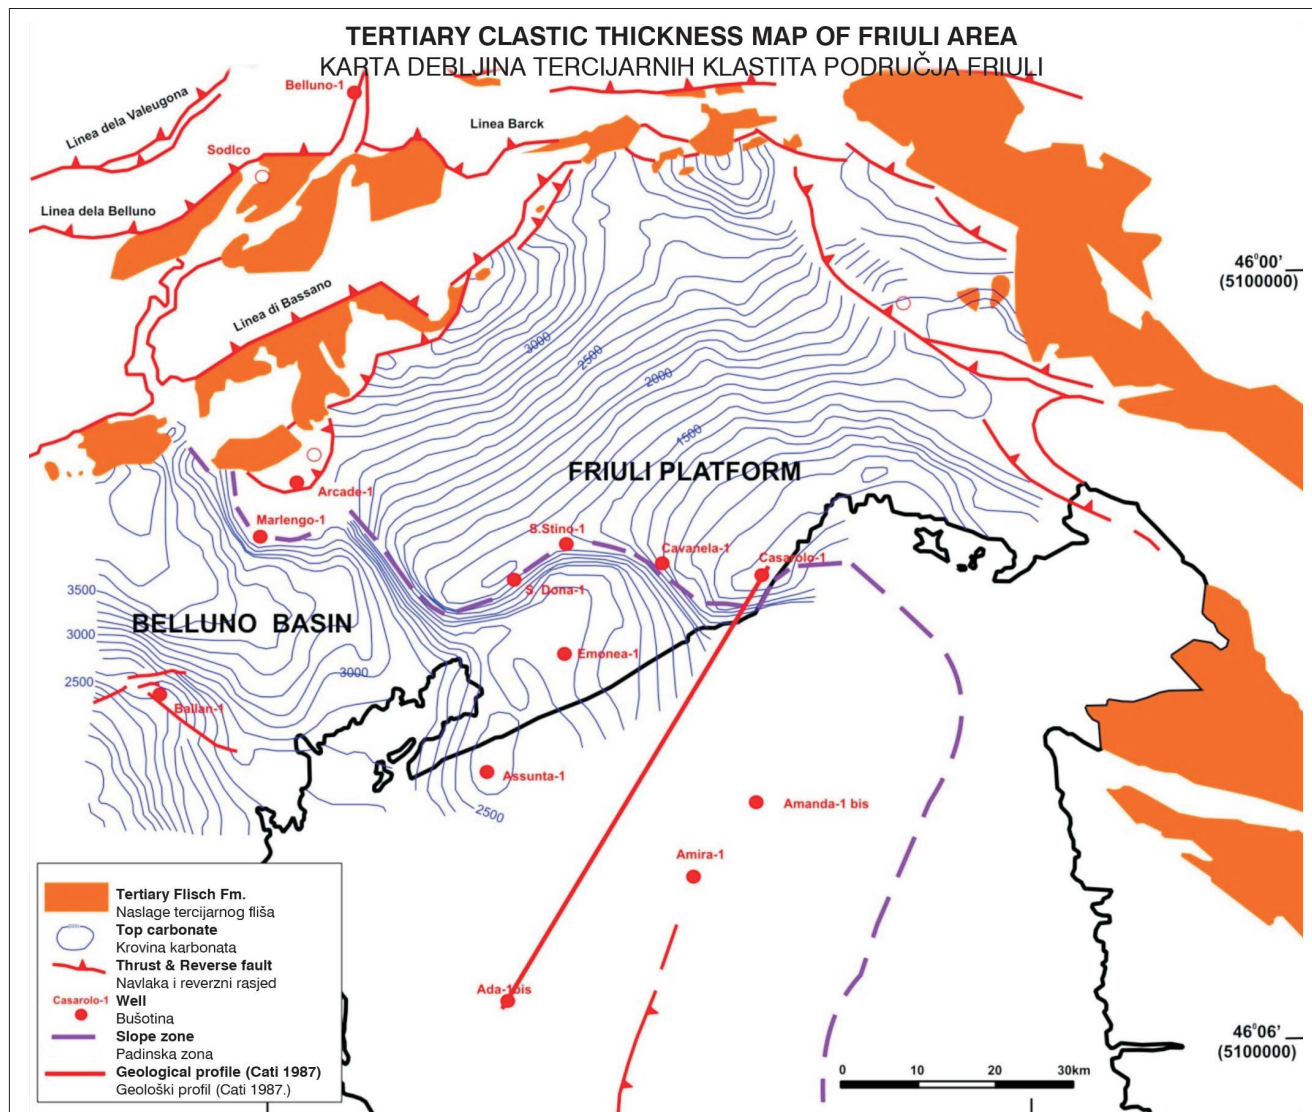 TERTIARY CLASTIC THICKNESS MAP OF FRIULI AREA
KARTA DEBLJINA TERCIJARNIH KLASTITA PODRUČJA FRIULI
Belluno-1
Linea dela Valeugona
Linea Barck
Sodlco
Linea dela Belluno
46°00'
(5100000)
Linea di Bassano
3000
2500
2000
1500
FRIULI PLATFORM
Arcade-1
Marlengo-1
S.Stino-1
Cavanela-1
Casarolo-1
S. Dona-1
3500
BELLUNO BASIN
3000
Emonea-1
3000
2500
Ballan-1
Assunta-1
2500
Amanda-1 bis
Amira-1
Ada-1bis
Tertiary Flisch Fm.
Naslage tercijarnog fliša
Top carbonate
Krovina karbonata
Thrust & Reverse fault
Navlaka i reverzni rasjed
Casarolo-1 Well
Bušotina
Slope zone
Padinska zona
Geological profile (Cati 1987)
Geološki profil (Cati 1987.)
46°06'
(5100000)
0 10 20 30km